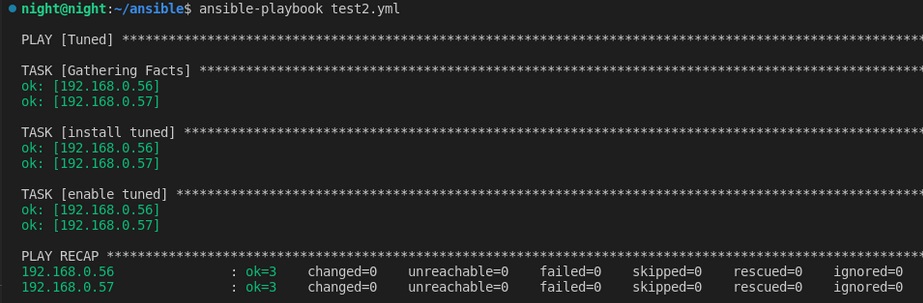 night@night:~/ansible$ ansible-playbook test2.yml
PLAY [Tuned] *******************************************************************************************************
TASK [Gathering Facts] *********************************************************************************************
ok: [192.168.0.56]
ok: [192.168.0.57]
TASK [install tuned] ***********************************************************************************************
ok: [192.168.0.56]
ok: [192.168.0.57]
TASK [enable tuned] ************************************************************************************************
ok: [192.168.0.56]
ok: [192.168.0.57]
PLAY RECAP *********************************************************************************************************
192.168.0.56 : ok=3 changed=0 unreachable=0 failed=0 skipped=0 rescued=0 ignored=0
192.168.0.57 : ok=3 changed=0 unreachable=0 failed=0 skipped=0 rescued=0 ignored=0